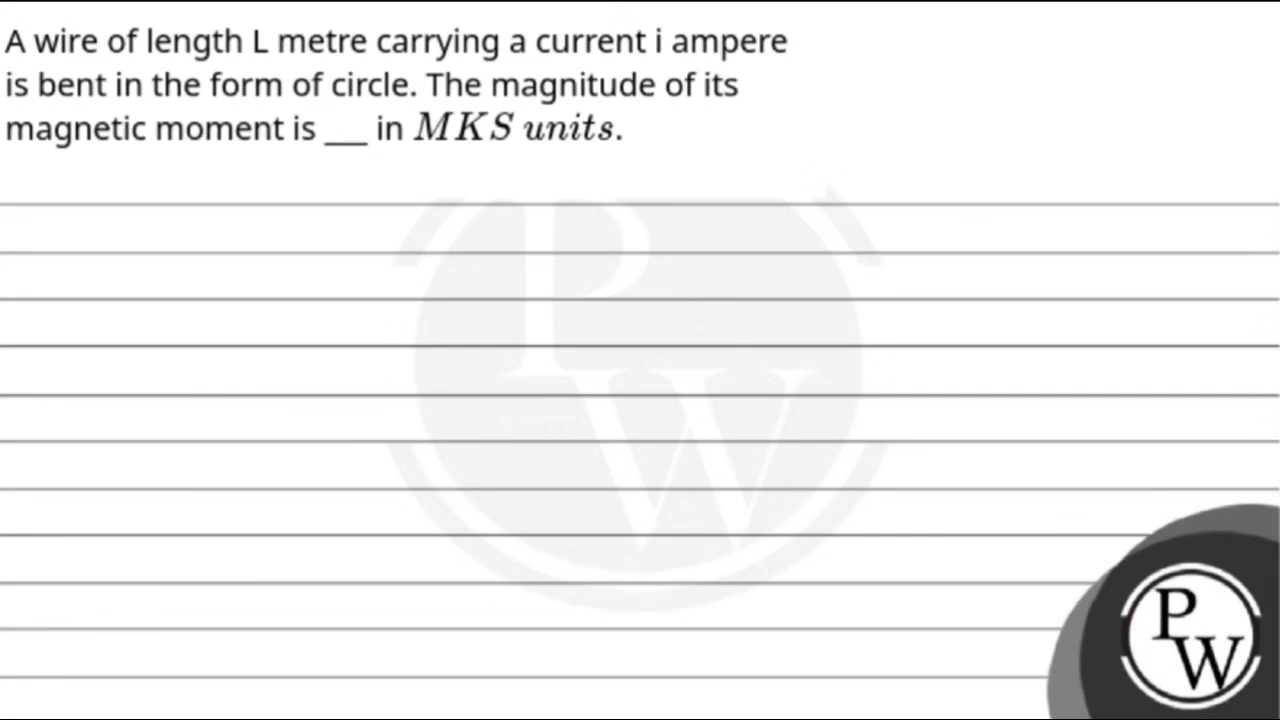 A wire of length L metre carrying a current i ampere
is bent in the form of circle. The magnitude of its
magnetic moment is ___ in MKS units.
P
W
P
W